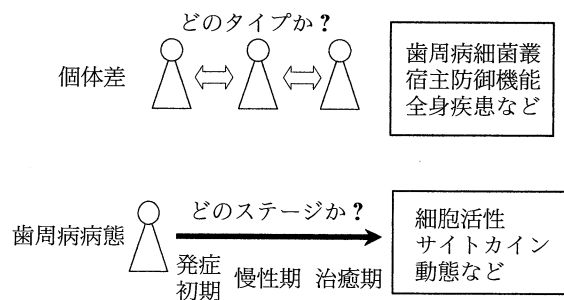 どのタイプか?
個体差
歯周病細菌叢
宿主防御機能
全身疾患など
どのステージか?
歯周病病態
発症
初期
慢性期
治癒期
細胞活性
サイトカイン
動態など